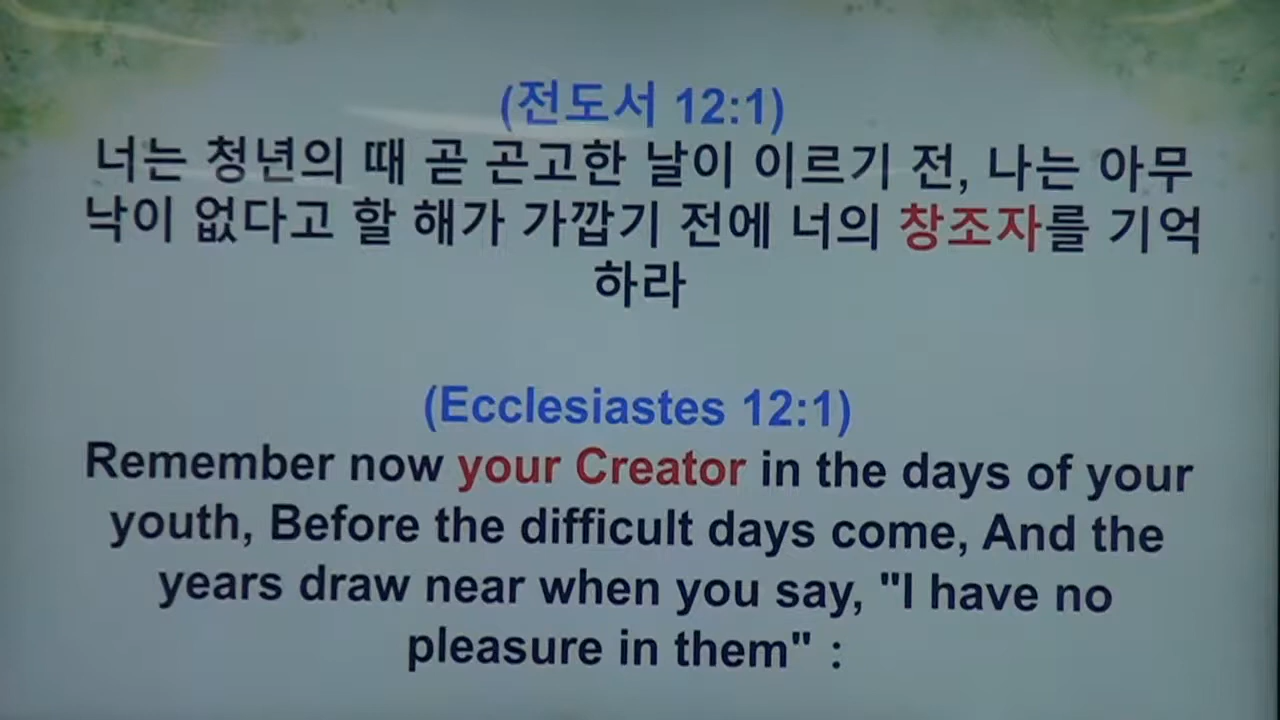 (전도서 12:1)
너는 청년의 때 곧 곤고한 날이 이르기 전, 나는 아무
낙이 없다고 할 해가 가깝기 전에 너의 창조자를 기억
하라
(Ecclesiastes 12:1)
Remember now your Creator in the days of your
youth, Before the difficult days come, And the
years draw near when you say, "I have no
pleasure in them" :